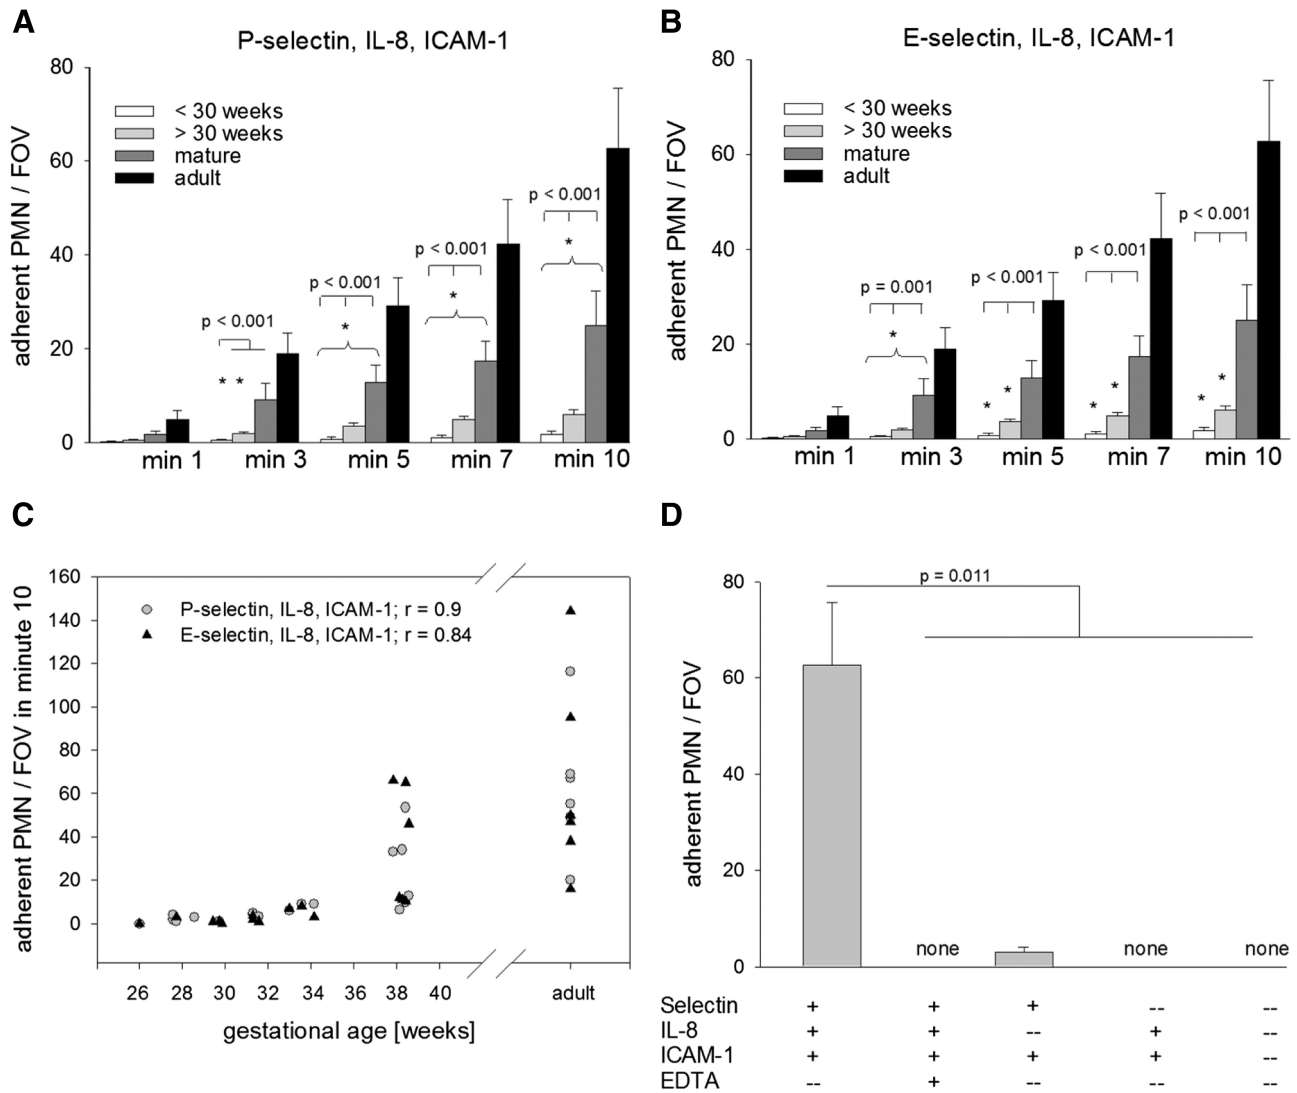 A
P-selectin, IL-8, ICAM-1
adherent PMN / FOV
80
60
40
20
0
< 30 weeks
> 30 weeks
mature
adult
p < 0.001
* *
p < 0.001
*
p < 0.001
*
p < 0.001
*
min 1 min 3 min 5 min 7 min 10
B
E-selectin, IL-8, ICAM-1
adherent PMN / FOV
80
60
40
20
0
< 30 weeks
> 30 weeks
mature
adult
p = 0.001
*
p < 0.001
* *
p < 0.001
* *
p < 0.001
* *
min 1 min 3 min 5 min 7 min 10
C
adherent PMN / FOV in minute 10
160
140
120
100
80
60
40
20
0
P-selectin, IL-8, ICAM-1; r = 0.9
E-selectin, IL-8, ICAM-1; r = 0.84
26 28 30 32 34 36 38 40 adult
gestational age [weeks]
D
adherent PMN / FOV
80
60
40
20
0
p = 0.011
none none none
Selectin + + + -- --
IL-8 + + -- + --
ICAM-1 + + + + --
EDTA -- + -- -- --